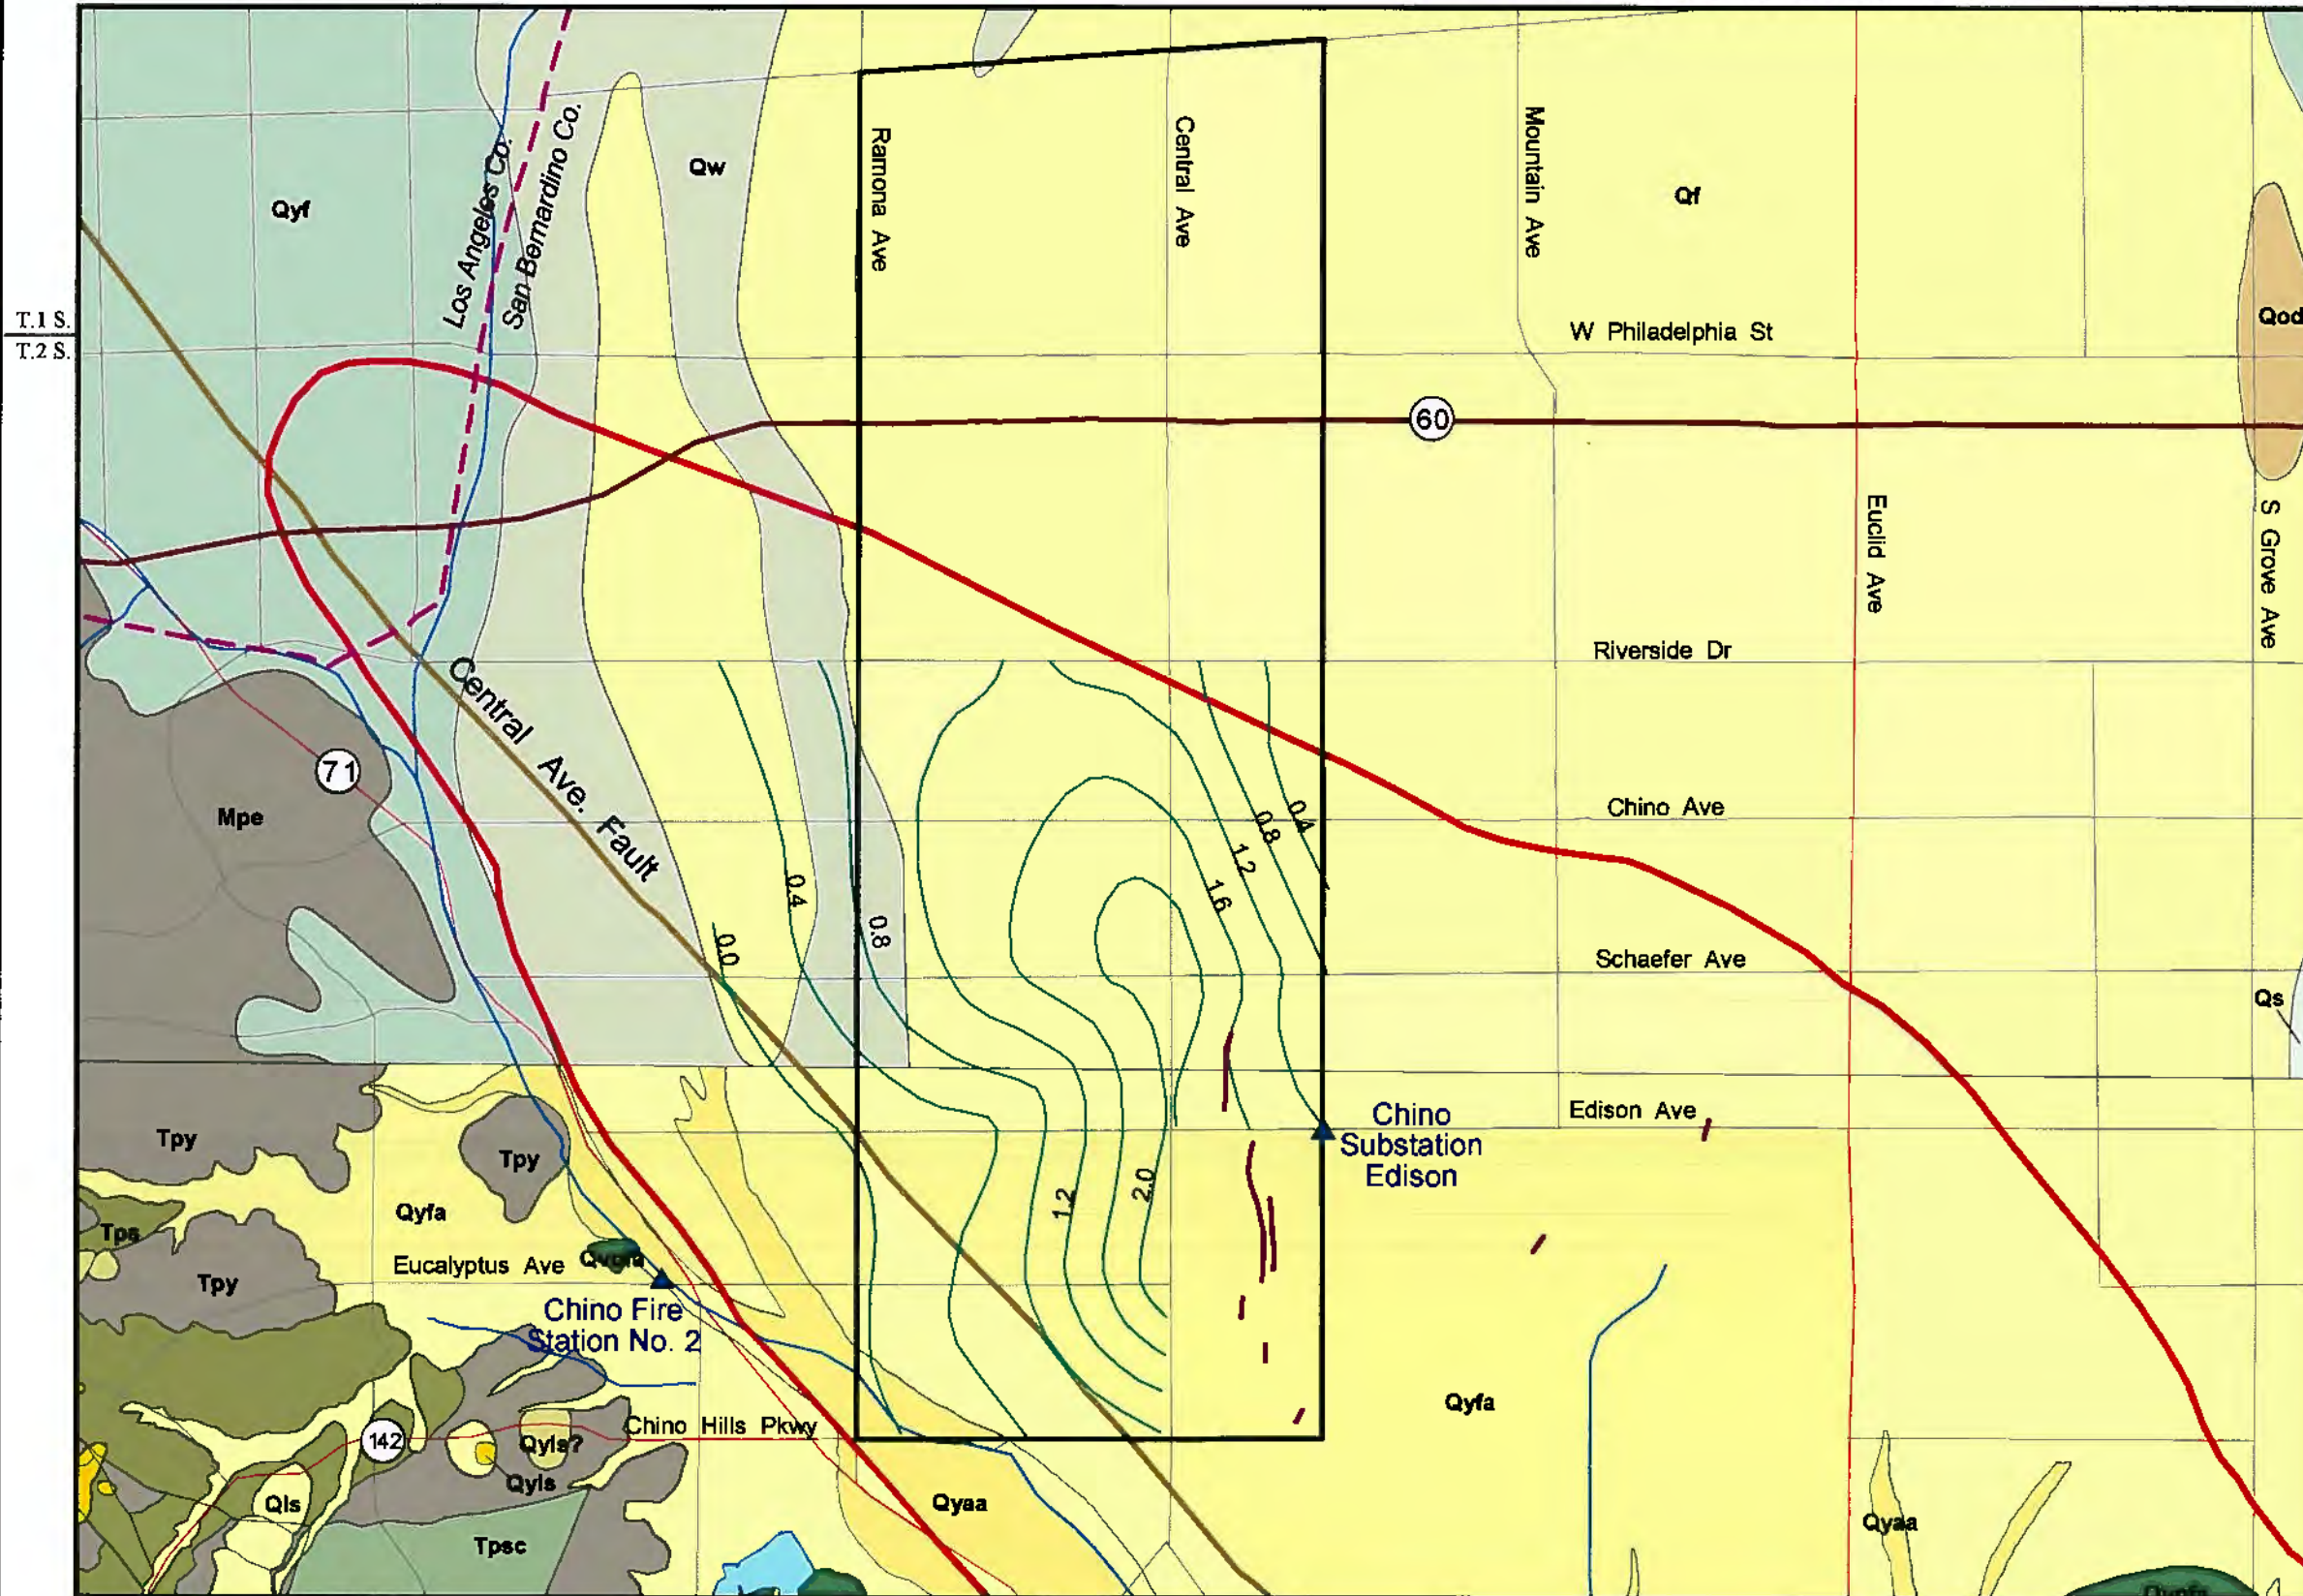 Ramona Ave
Central Ave
Mountain Ave
Los Angeles Co.
San Bernardino Co.
Qw
Qyf
Qf
T.1 S.
T.2 S.
W Philadelphia St
Qod
60
Euclid Ave
S Grove Ave
Riverside Dr
Central Ave. Fault
71
Mpe
Chino Ave
0.4
0.8
1.2
1.6
0.4
0.8
0.0
Schaefer Ave
Qs
Edison Ave
Chino
Substation
Edison
Tpy
Tpy
2.0
1.2
Qyfa
Tps
Eucalyptus Ave
Tpy
Chino Fire
Station No. 2
Qyfa
Chino Hills Pkwy
142
Qyls?
Qyls
Qls
Qyaa
Qyaa
Tpsc